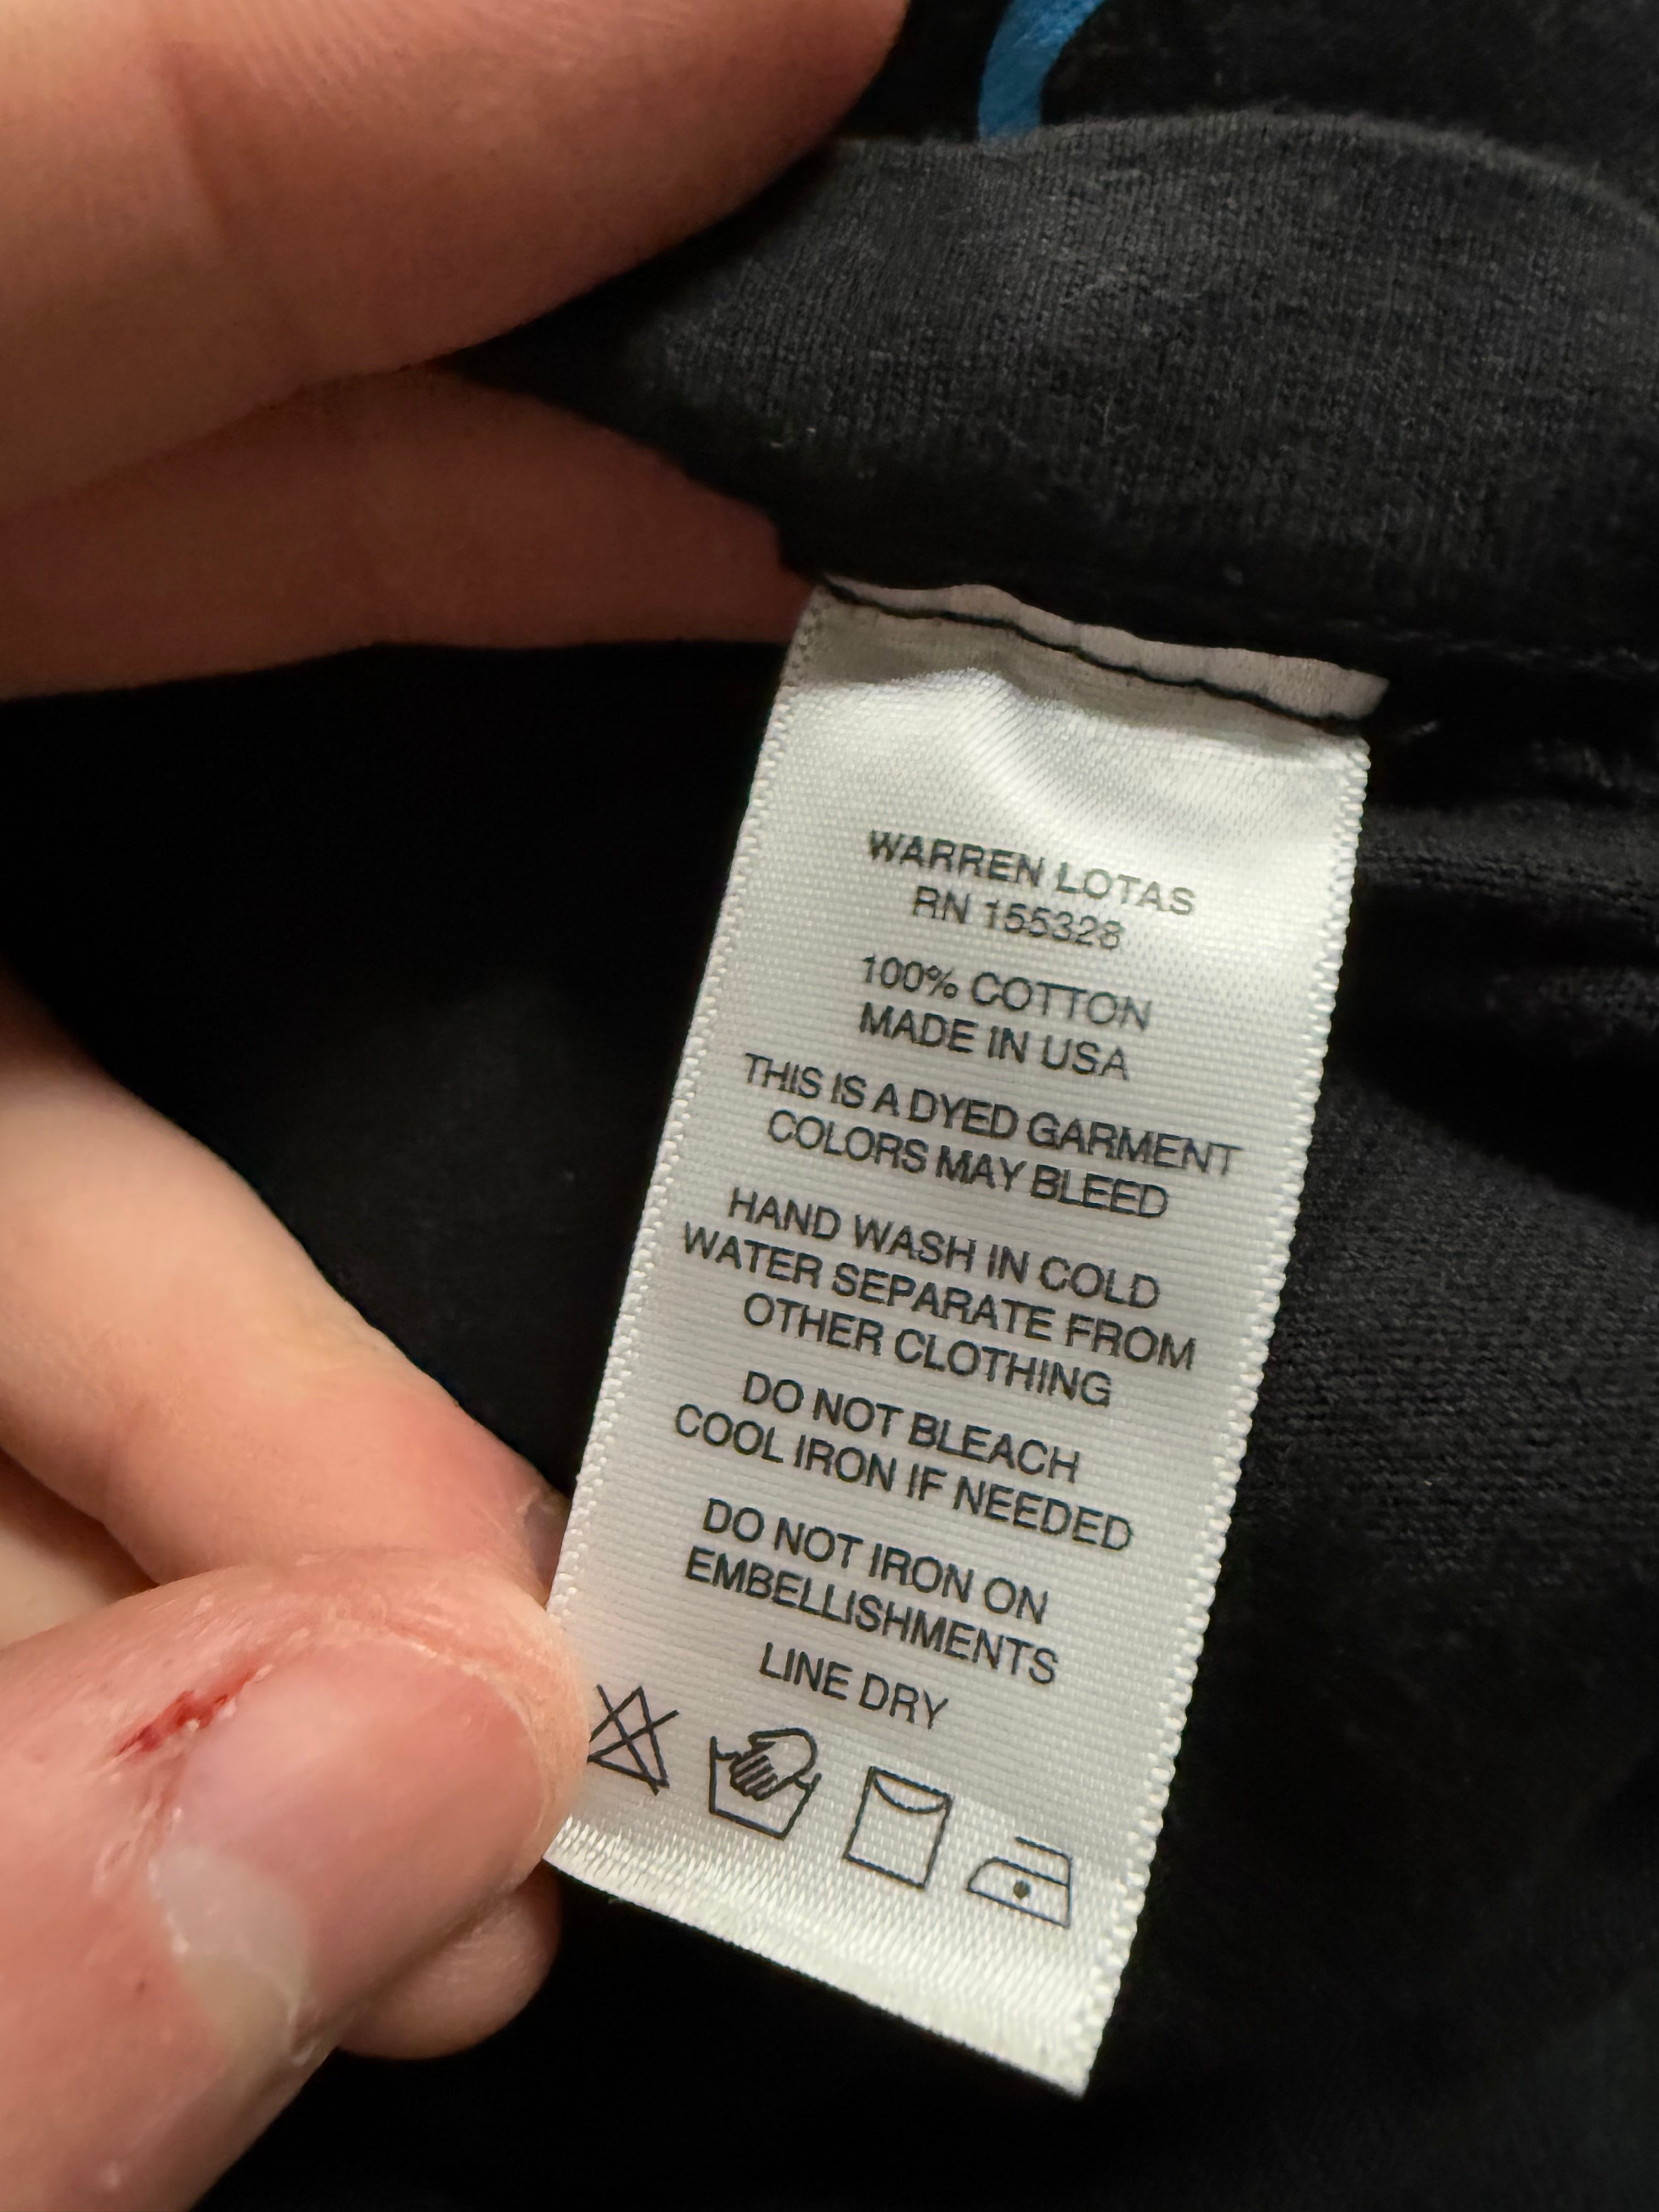 WARREN LOTAS
RN 155328
100% COTTON
MADE IN USA
THIS IS A DYED GARMENT
COLORS MAY BLEED
HAND WASH IN COLD
WATER SEPARATE FROM
OTHER CLOTHING
DO NOT BLEACH
COOL IRON IF NEEDED
DO NOT IRON ON
EMBELLISHMENTS
LINE DRY